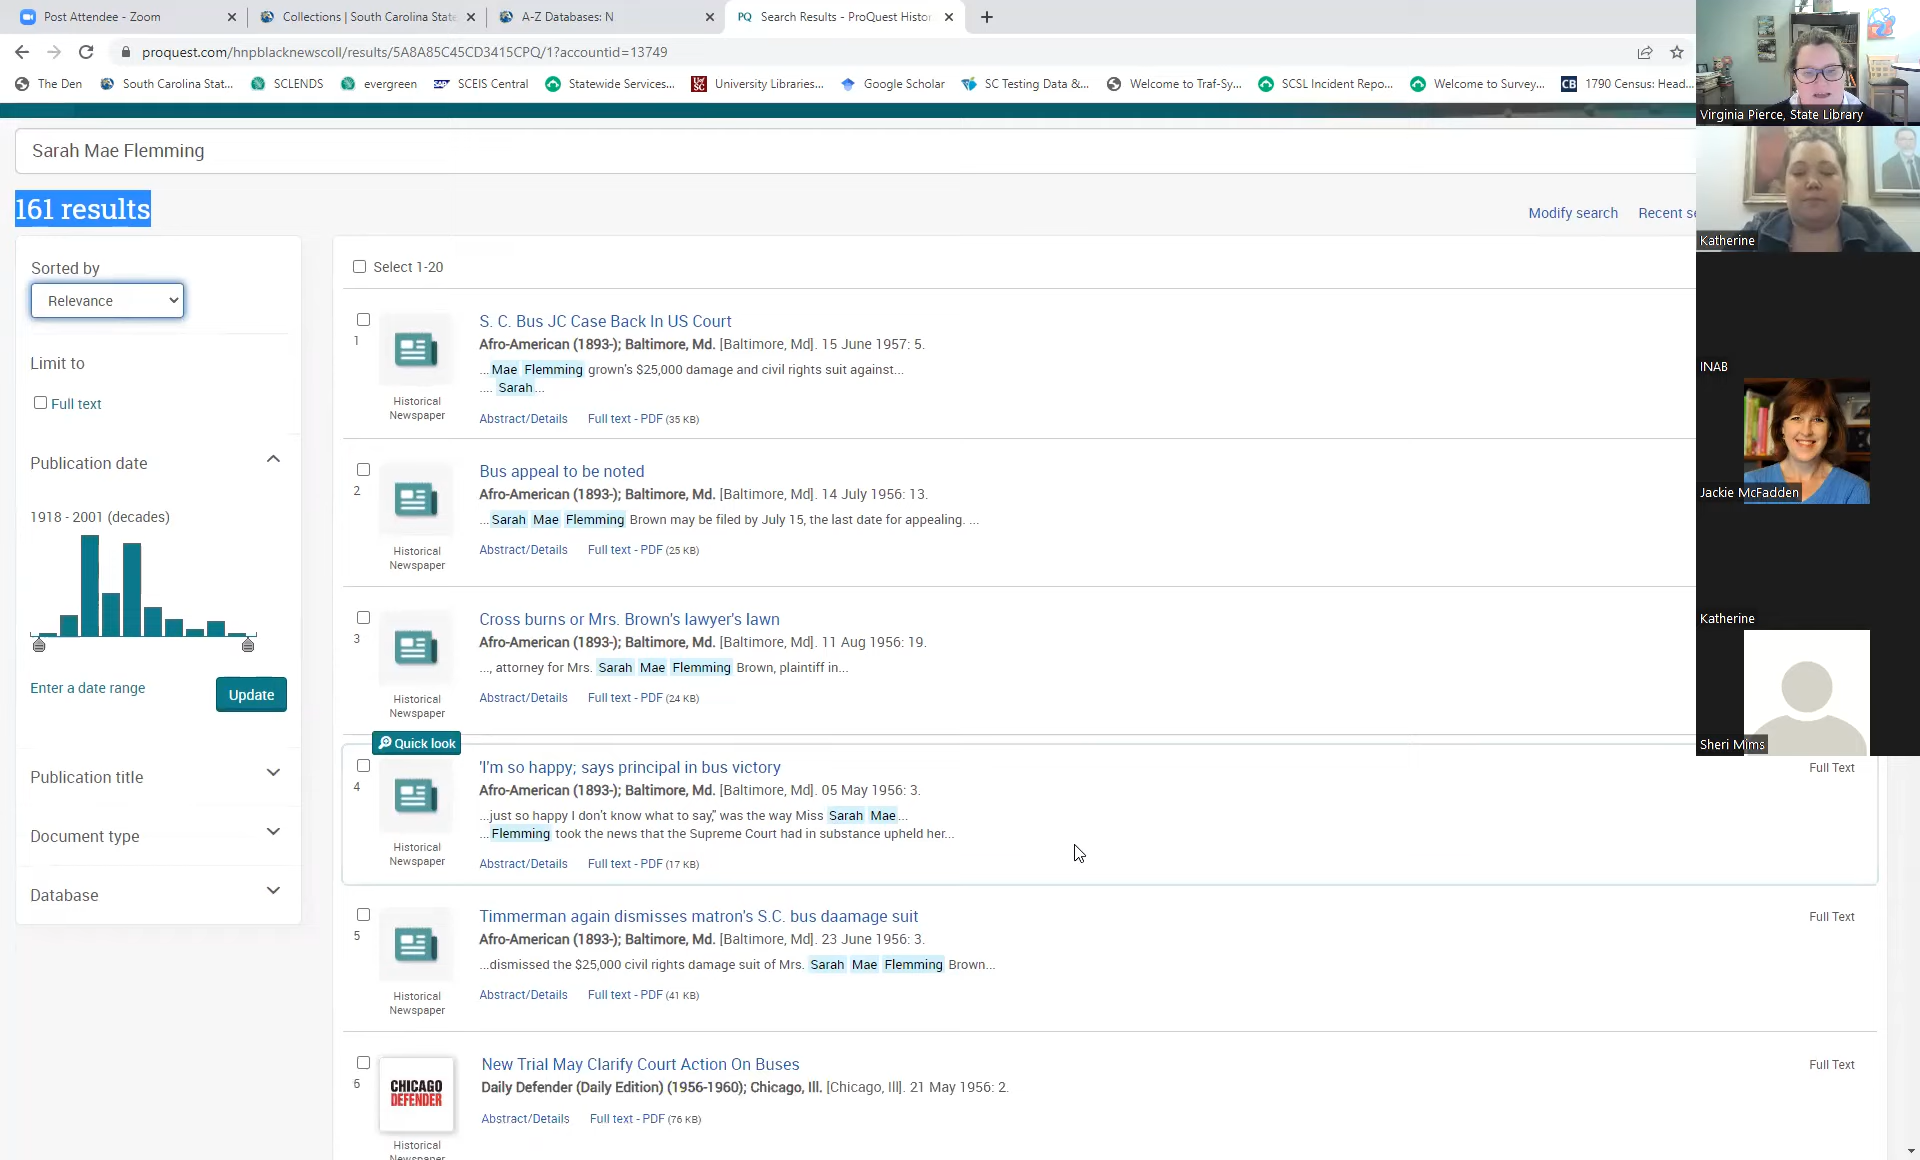 Post Attendee - Zoom
Collections | South Carolina State
A-Z Databases: N
PQ Search Results - ProQuest Histo
proquest.com/hnpblacknewscoll/results/5A8A85C45CD3415CPQ/1?accountid=13749
The Den
South Carolina Stat...
SCLENDS
evergreen
SCEIS Central
Statewide Services...
University Libraries...
Google Scholar
SC Testing Data &...
Welcome to Traf-Sy...
SCSL Incident Repo...
Welcome to Survey...
CB 1790 Census: Head...
Sarah Mae Flemming
161 results
Modify search
Recent se
Sorted by
Relevance
Limit to
Full text
Publication date
1918 - 2001 (decades)
Enter a date range
Update
Publication title
Document type
Database
Select 1-20
1
Historical
Newspaper
S. C. Bus JC Case Back In US Court
Afro-American (1893-); Baltimore, Md. [Baltimore, Md]. 15 June 1957: 5.
...Mae Flemming grown's $25,000 damage and civil rights suit against...
.... Sarah...
Abstract/Details Full text - PDF (35 KB)
2
Historical
Newspaper
Bus appeal to be noted
Afro-American (1893-); Baltimore, Md. [Baltimore, Md]. 14 July 1956: 13.
...Sarah Mae Flemming Brown may be filed by July 15, the last date for appealing. ...
Abstract/Details Full text - PDF (25 KB)
3
Historical
Newspaper
Cross burns or Mrs. Brown's lawyer's lawn
Afro-American (1893-); Baltimore, Md. [Baltimore, Md]. 11 Aug 1956: 19.
..., attorney for Mrs. Sarah Mae Flemming Brown, plaintiff in...
Abstract/Details Full text - PDF (24 KB)
Quick look
4
Historical
Newspaper
'I'm so happy; says principal in bus victory
Full Text
Afro-American (1893-); Baltimore, Md. [Baltimore, Md]. 05 May 1956: 3.
...just so happy I don't know what to say," was the way Miss Sarah Mae...
...Flemming took the news that the Supreme Court had in substance upheld her...
Abstract/Details Full text - PDF (17 KB)
5
Historical
Newspaper
Timmerman again dismisses matron's S.C. bus daamage suit
Full Text
Afro-American (1893-); Baltimore, Md. [Baltimore, Md]. 23 June 1956: 3.
...dismissed the $25,000 civil rights damage suit of Mrs. Sarah Mae Flemming Brown...
Abstract/Details Full text - PDF (41 KB)
6
CHICAGO
DEFENDER
Historical
Newspaper
New Trial May Clarify Court Action On Buses
Full Text
Daily Defender (Daily Edition) (1956-1960); Chicago, Ill. [Chicago, Ill]. 21 May 1956: 2.
Abstract/Details Full text - PDF (76 KB)
Virginia Pierce, State Library
Katherine
INAB
Jackie McFadden
Katherine
Sheri Mims